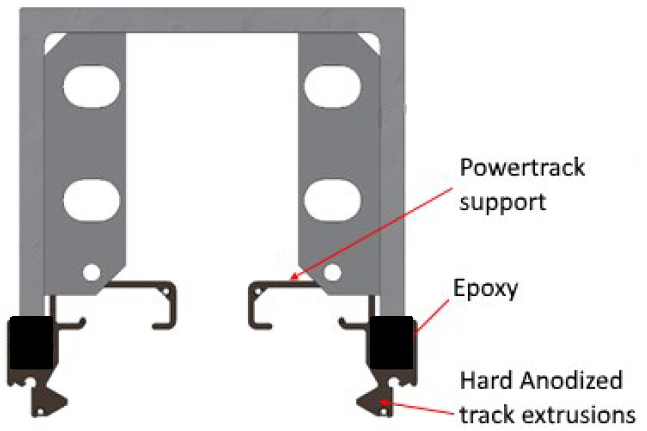 Powertrack
support
Epoxy
Hard Anodized
track extrusions